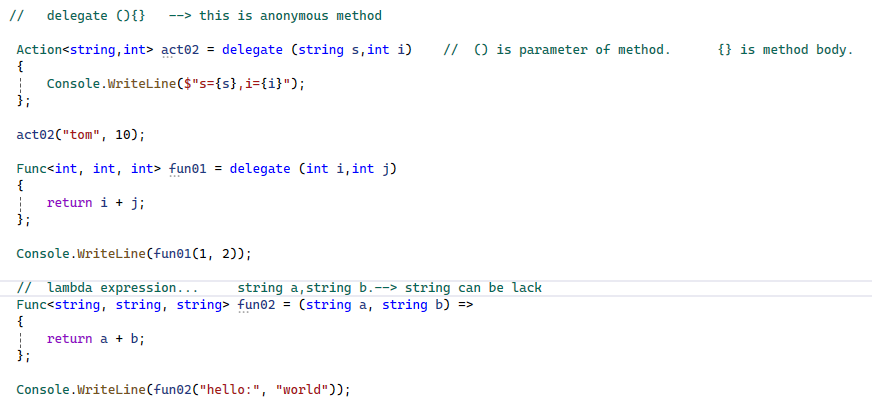 //  delegate (){}   --> this is anonymous method
Action<string,int> act02 = delegate (string s,int i)    //  () is parameter of method.      {} is method body.
{
    Console.WriteLine($"s={s},i={i}");
};
act02("tom", 10);
Func<int, int, int> fun01 = delegate (int i,int j)
{
    return i + j;
};
Console.WriteLine(fun01(1, 2));
//  lambda expression...     string a,string b.--> string can be lack
Func<string, string, string> fun02 = (string a, string b) =>
{
    return a + b;
};
Console.WriteLine(fun02("hello:", "world"));